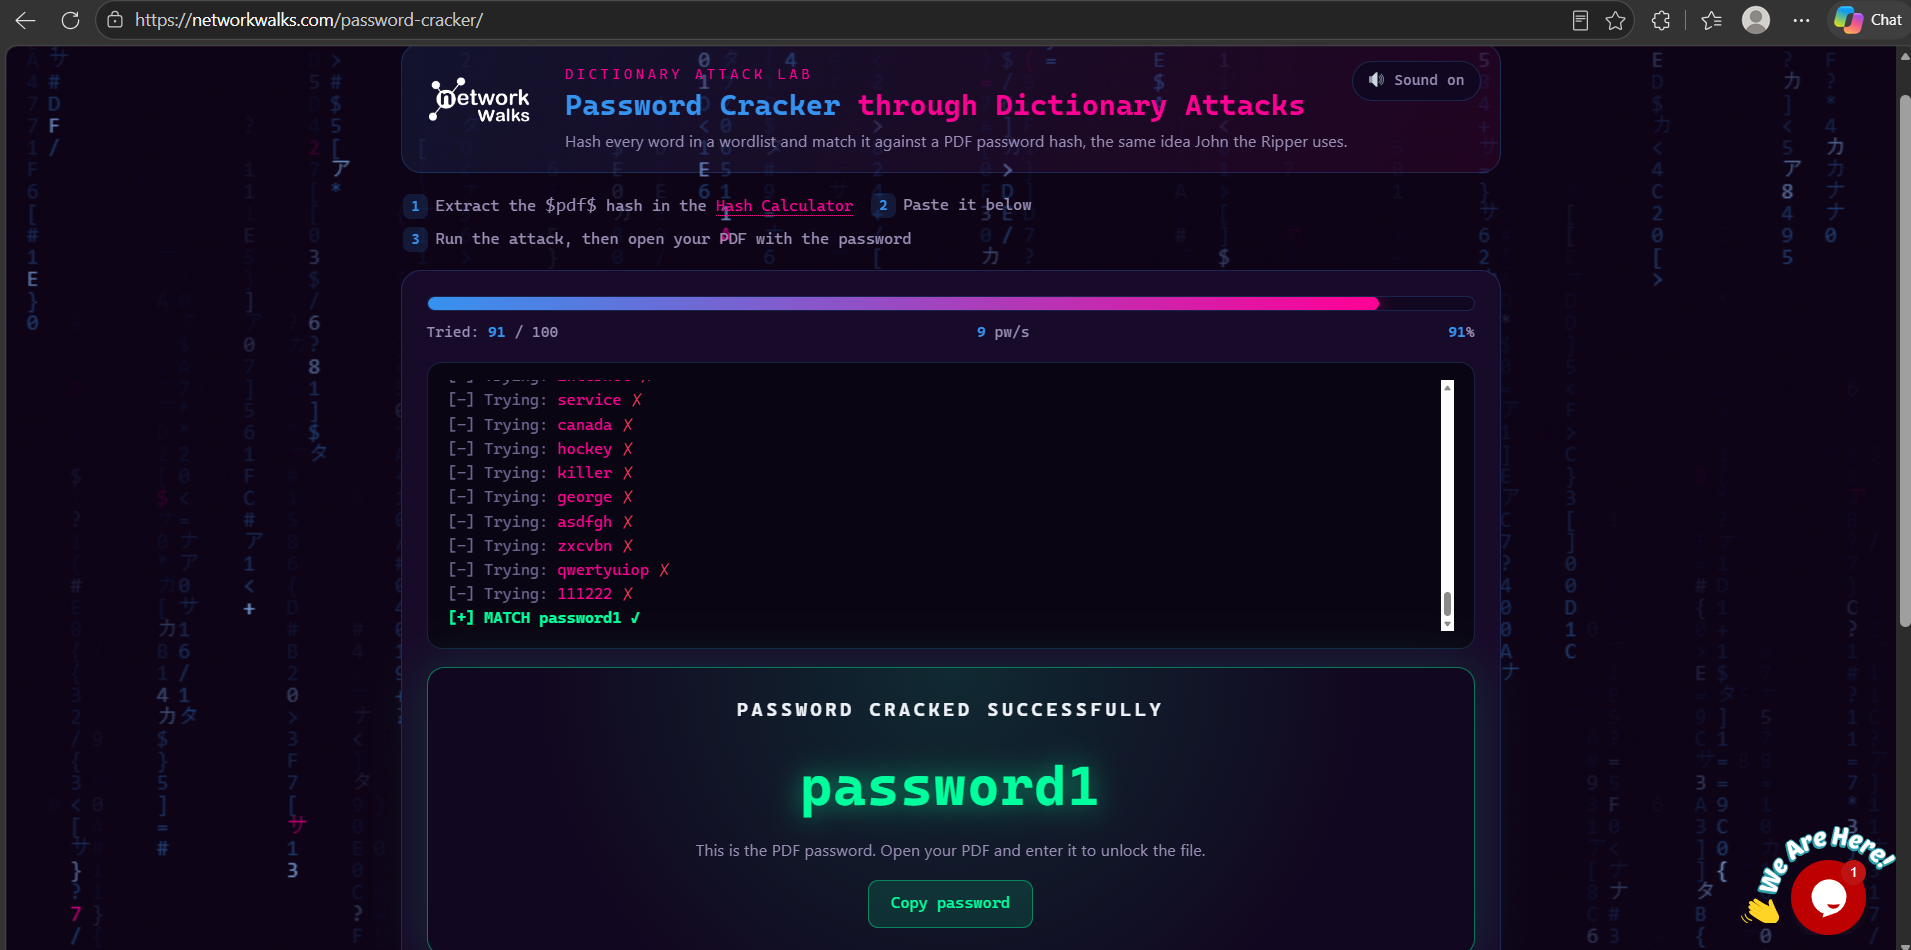 https://networkwalks.com/password-cracker/
Chat
network
Walks
DICTIONARY ATTACK LAB
Sound on
Password Cracker through Dictionary Attacks
Hash every word in a wordlist and match it against a PDF password hash, the same idea John the Ripper uses.
1 Extract the $pdf$ hash in the Hash Calculator 2 Paste it below
3 Run the attack, then open your PDF with the password
Tried: 91 / 100 9 pw/s 91%
[-] Trying: service ✗
[-] Trying: canada ✗
[-] Trying: hockey ✗
[-] Trying: killer ✗
[-] Trying: george ✗
[-] Trying: asdfgh ✗
[-] Trying: zxcvbn ✗
[-] Trying: qwertyuiop ✗
[-] Trying: 111222 ✗
[+] MATCH password1 ✓
PASSWORD CRACKED SUCCESSFULLY
password1
This is the PDF password. Open your PDF and enter it to unlock the file.
Copy password
We Are Here!
1